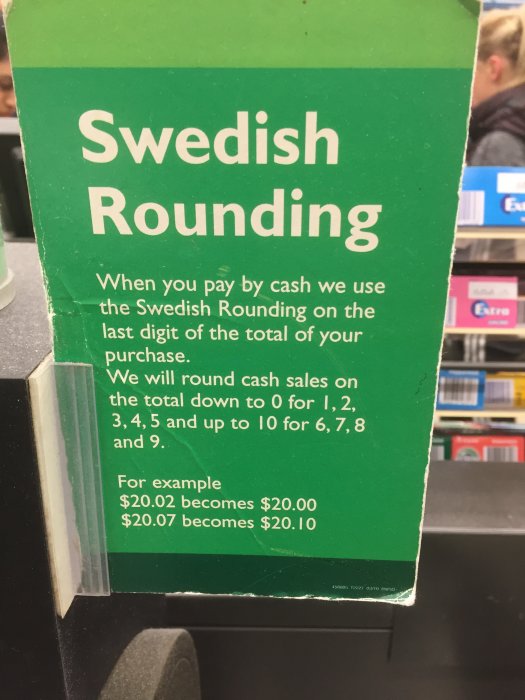 Swedish
Rounding
When you pay by cash we use
the Swedish Rounding on the
last digit of the total of your
purchase.
We will round cash sales on
the total down to 0 for 1, 2,
3, 4, 5 and up to 10 for 6, 7, 8
and 9.
For example
$20.02 becomes $20.00
$20.07 becomes $20.10
Extra